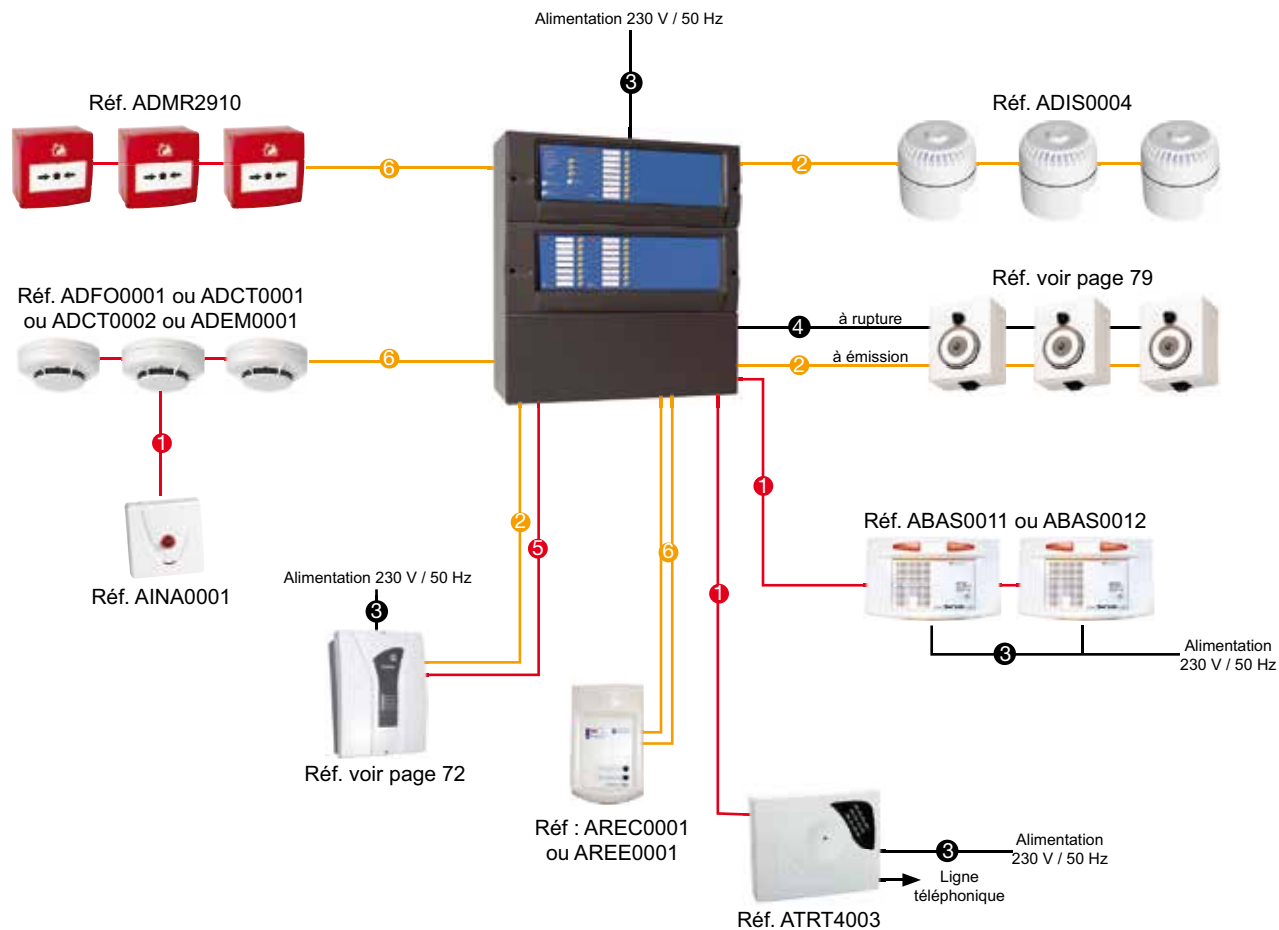 Alimentation 230 V / 50 Hz
3
Réf. ADMR2910
Réf. ADIS0004
6
2
Réf. ADFO0001 ou ADCT0001
ou ADCT0002 ou ADEM0001
Réf. voir page 79
4
à rupture
6
2
à émission
1
1
2
5
6
1
Réf. ABAS0011 ou ABAS0012
Réf. AINA0001
Alimentation 230 V / 50 Hz
3
3
Alimentation
230 V / 50 Hz
Réf. voir page 72
Réf : AREC0001
ou AREE0001
3
Alimentation
230 V / 50 Hz
Ligne
téléphonique
Réf. ATRT4003